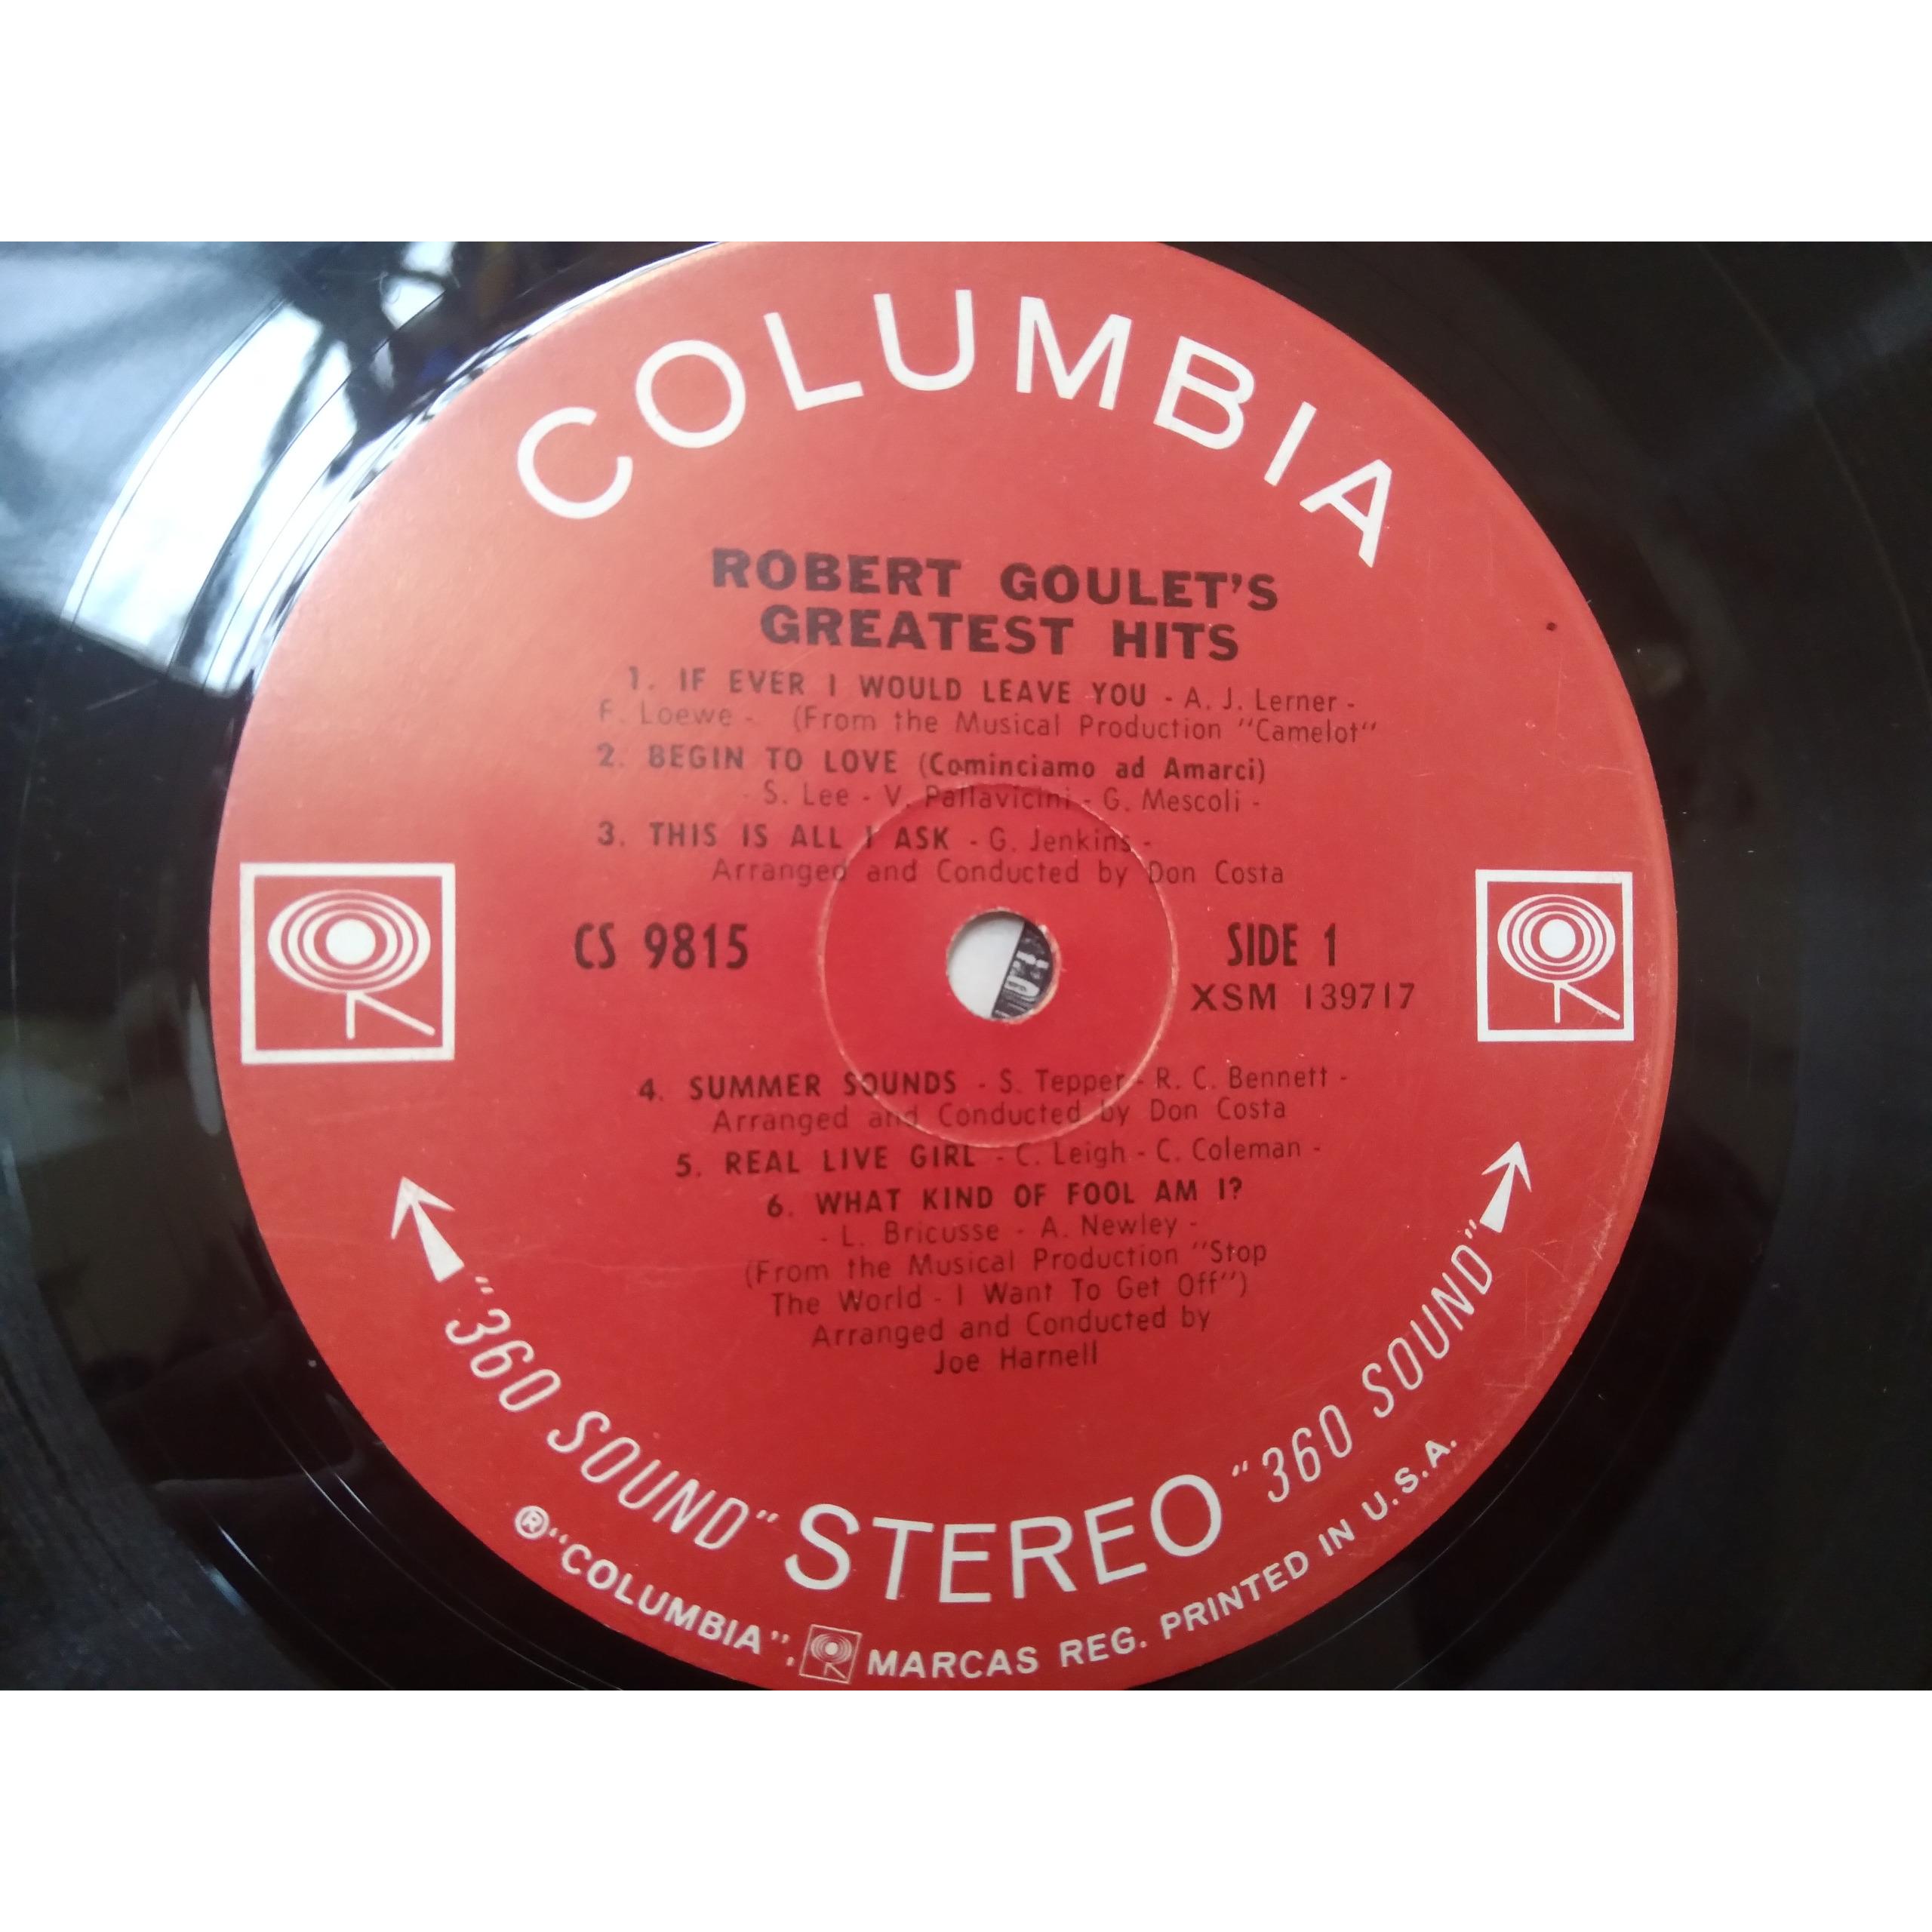 COLUMBIA
ROBERT GOULET'S
GREATEST HITS
1. IF EVER I WOULD LEAVE YOU - A. J. Lerner -
F. Loewe - (From the Musical Production "Camelot"
2. BEGIN TO LOVE (Cominciamo ad Amarci)
- S. Lee - V. Pallavicini - G. Mescoli -
3. THIS IS ALL I ASK - G. Jenkins -
Arranged and Conducted by Don Costa
CS 9815
SIDE 1
XSM 139717
4. SUMMER SOUNDS - S. Tepper - R. C. Bennett -
Arranged and Conducted by Don Costa
5. REAL LIVE GIRL - C. Leigh - C. Coleman -
6. WHAT KIND OF FOOL AM I?
- L. Bricusse - A. Newley -
(From the Musical Production "Stop
The World - I Want To Get Off")
Arranged and Conducted by
Joe Harnell
"360 SOUND" STEREO "360 SOUND"
® "COLUMBIA", MARCAS REG. PRINTED IN U.S.A.